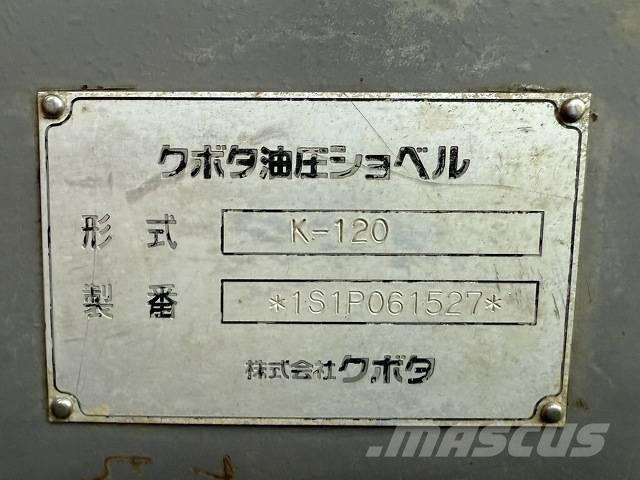 クボタ油圧ショベル
形式 K-120
製番 *1S1P061527*
株式会社クボタ
.MASCUS